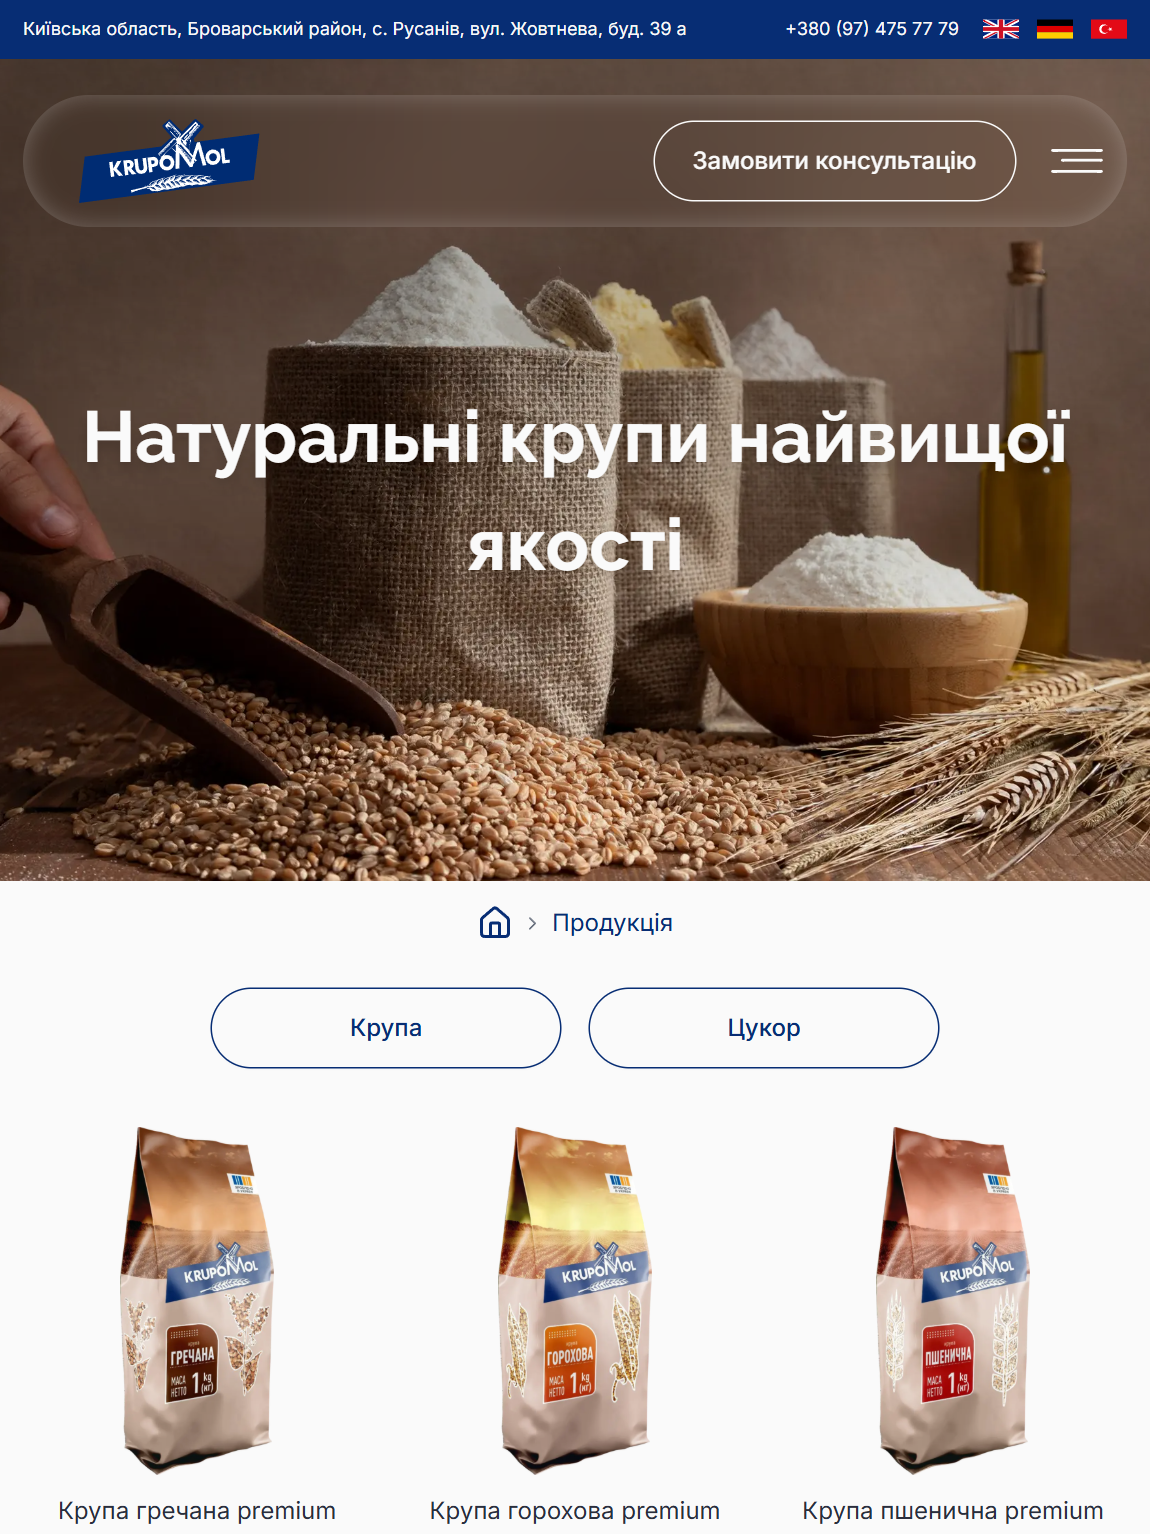 Київська область, Броварський район, с. Русанів, вул. Жовтнева, буд. 39 а
+380 (97) 475 77 79
KRUPOMOL
Замовити консультацію
Натуральні крупи найвищої
якості
Продукція
Крупа
Цукор
KRUPOMOL
ГРЕЧАНА
МАСА
НЕТТО
1 kg
(кг)
KRUPOMOL
ГОРОХОВА
МАСА
НЕТТО
1 kg
(кг)
KRUPOMOL
ПШЕНИЧНА
МАСА
НЕТТО
1 kg
(кг)
Крупа гречана premium
Крупа горохова premium
Крупа пшенична premium